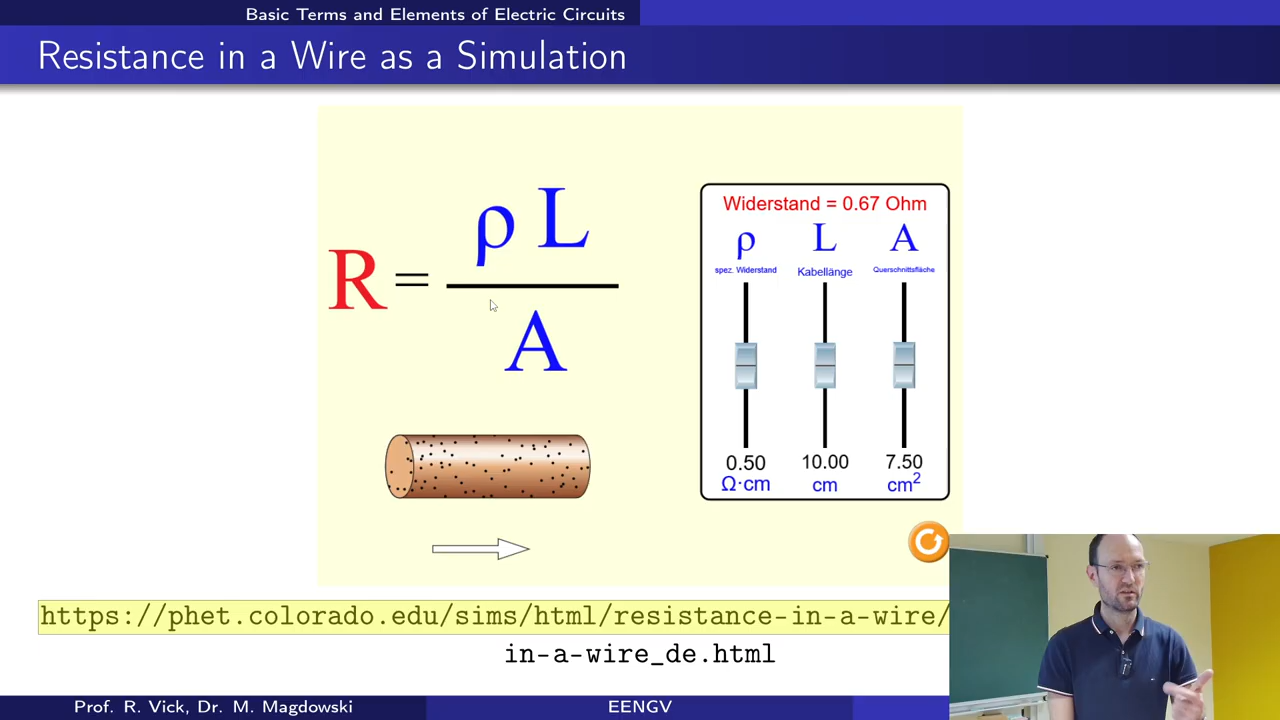 Basic Terms and Elements of Electric Circuits
Resistance in a Wire as a Simulation
R = ρ L / A
Widerstand = 0.67 Ohm
ρ L A
spez. Widerstand Kabellänge Querschnittsfläche
0.50 10.00 7.50
Ω·cm cm cm²
https://phet.colorado.edu/sims/html/resistance-in-a-wire/
in-a-wire_de.html
Prof. R. Vick, Dr. M. Magdowski EENGV